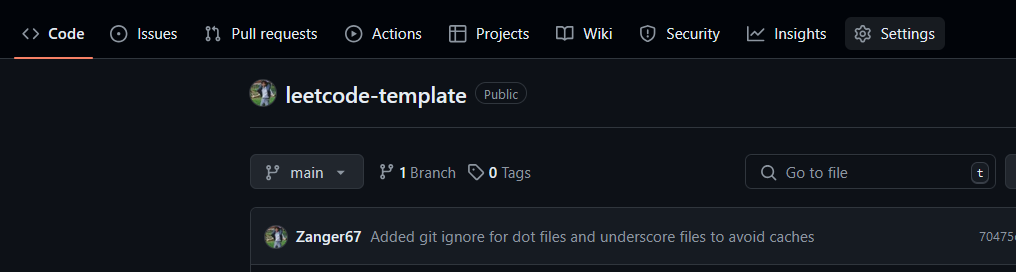 Code Issues Pull requests Actions Projects Wiki Security Insights Settings
leetcode-template Public
main 1 Branch 0 Tags Go to file t
Zanger67 Added git ignore for dot files and underscore files to avoid caches